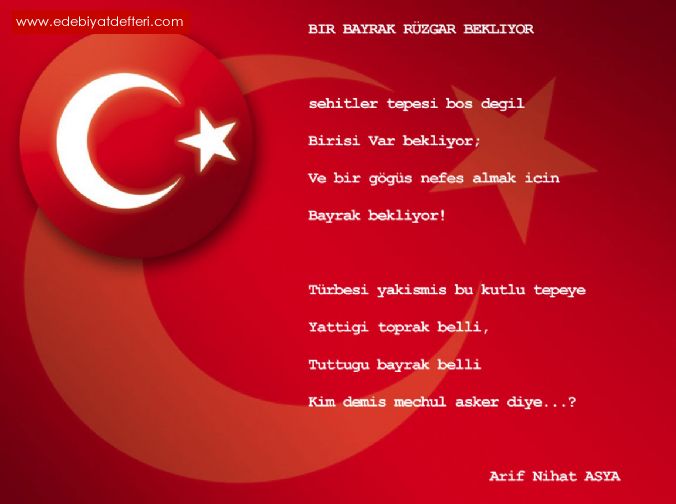 www.edebiyatdefteri.com
BIR BAYRAK RÜZGAR BEKLIYOR
sehitler tepesi bos degil
Birisi Var bekliyor;
Ve bir gögüs nefes almak icin
Bayrak bekliyor!
Türbesi yakismis bu kutlu tepeye
Yattigi toprak belli,
Tuttugu bayrak belli
Kim demis mechul asker diye...?
Arif Nihat ASYA